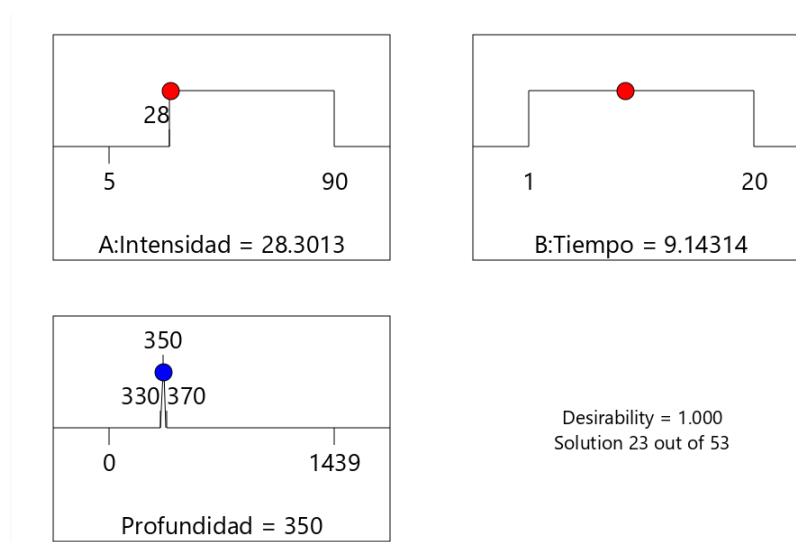 28
5 90
A:Intensidad = 28.3013
1 20
B:Tiempo = 9.14314
350
330 370
0 1439
Profundidad = 350
Desirability = 1.000
Solution 23 out of 53